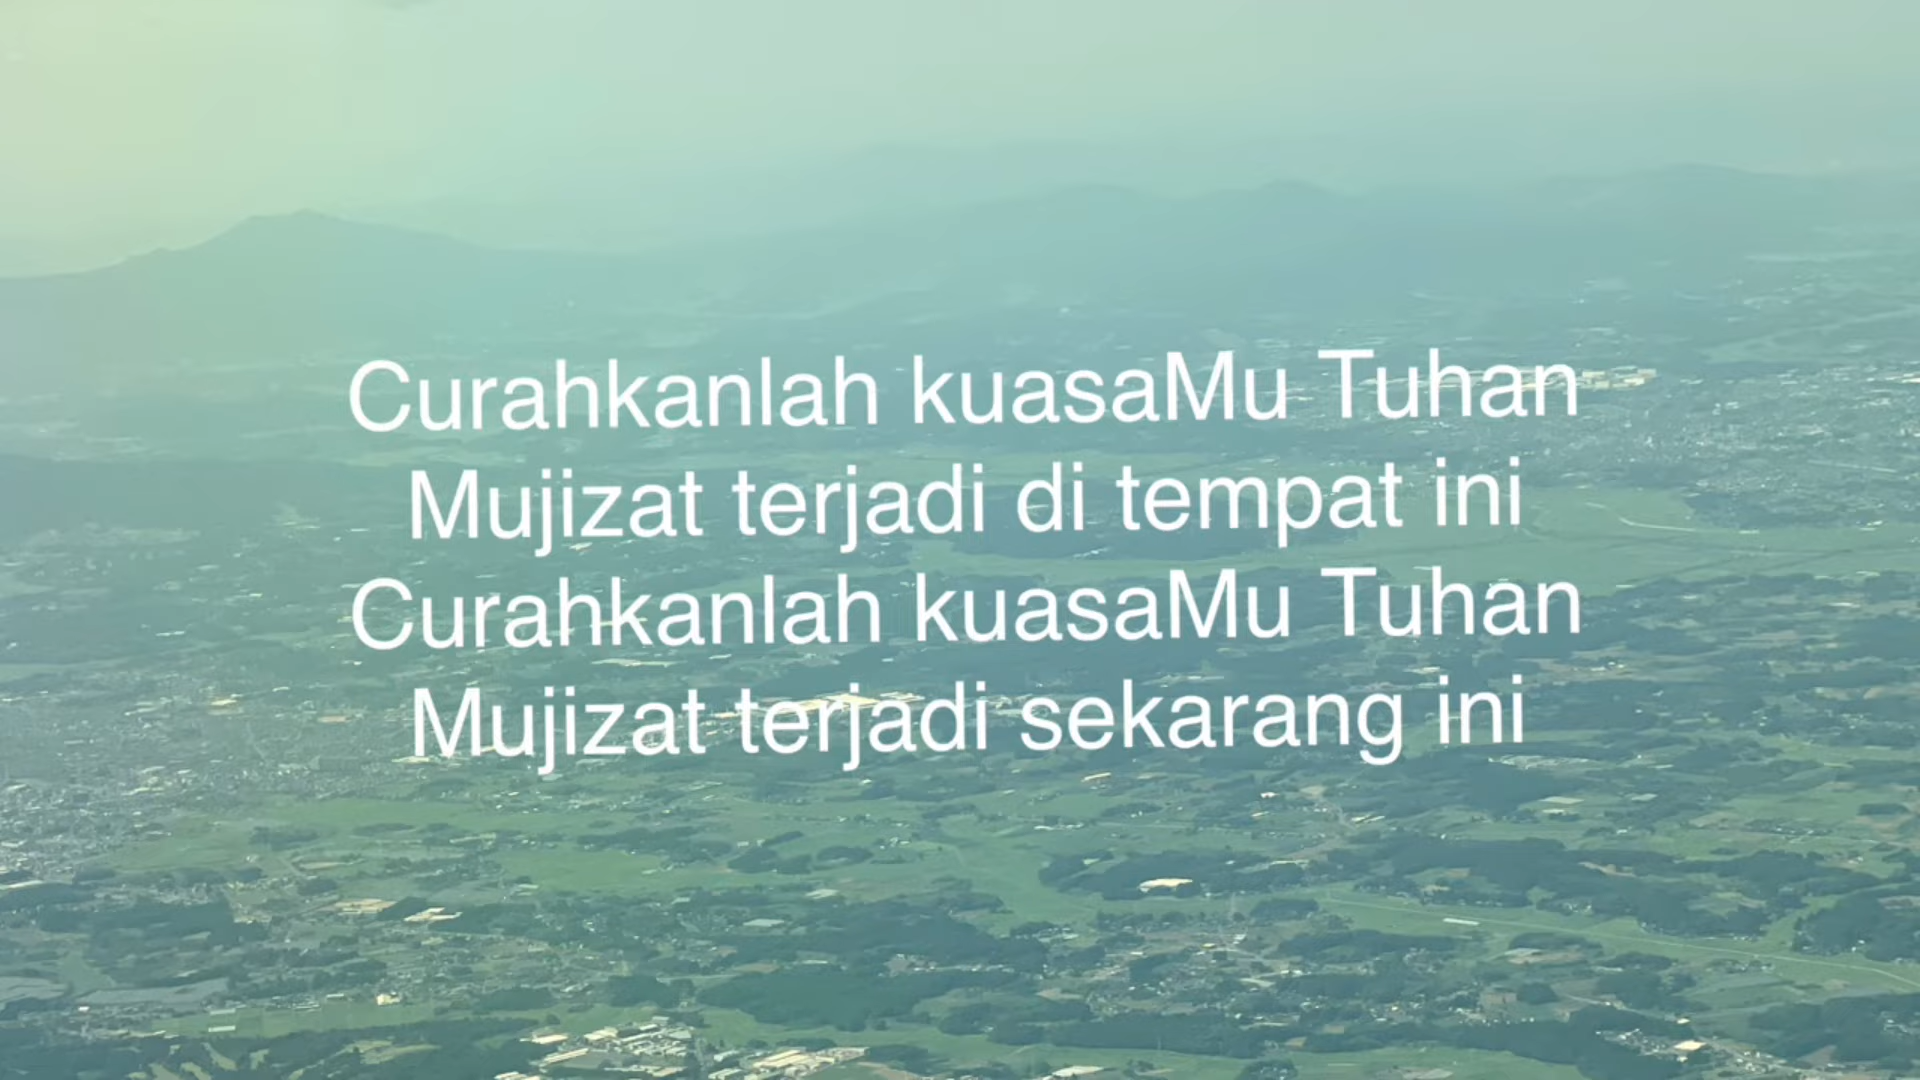 Curahkanlah kuasaMu Tuhan
Mujizat terjadi di tempat ini
Curahkanlah kuasaMu Tuhan
Mujizat terjadi sekarang ini